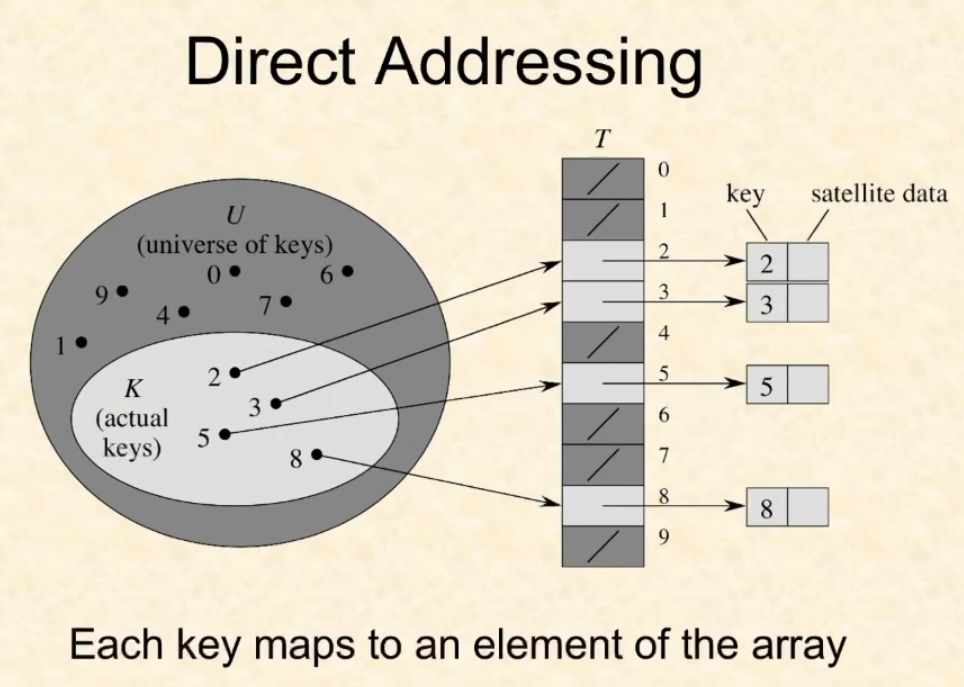 Direct Addressing
T
U
(universe of keys)
0
6
9
4
7
1
K
(actual
keys)
2
3
5
8
0
1
2
3
4
5
6
7
8
9
key
satellite data
2
3
5
8
Each key maps to an element of the array